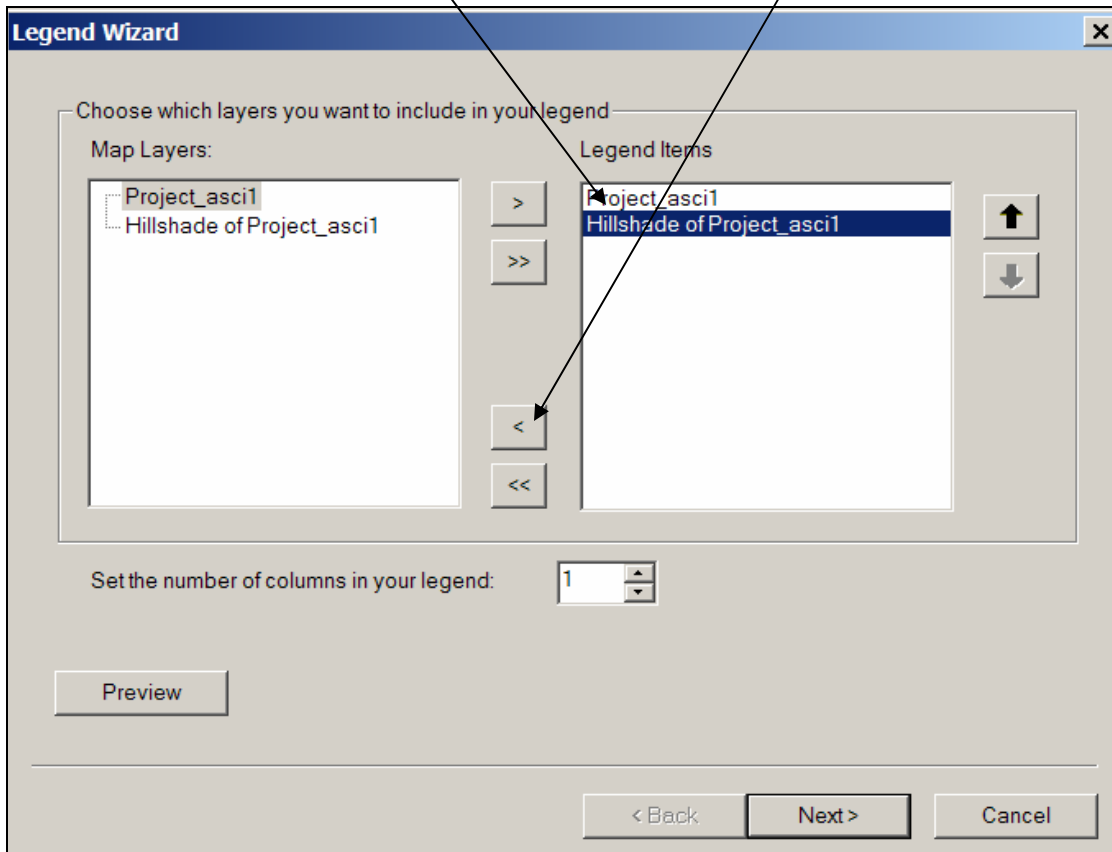 Legend Wizard
Choose which layers you want to include in your legend
Map Layers:
Legend Items
Project_asci1
Hillshade of Project_asci1
>
>>
<
<<
Project_asci1
Hillshade of Project_asci1
Set the number of columns in your legend:
1
Preview
< Back
Next >
Cancel